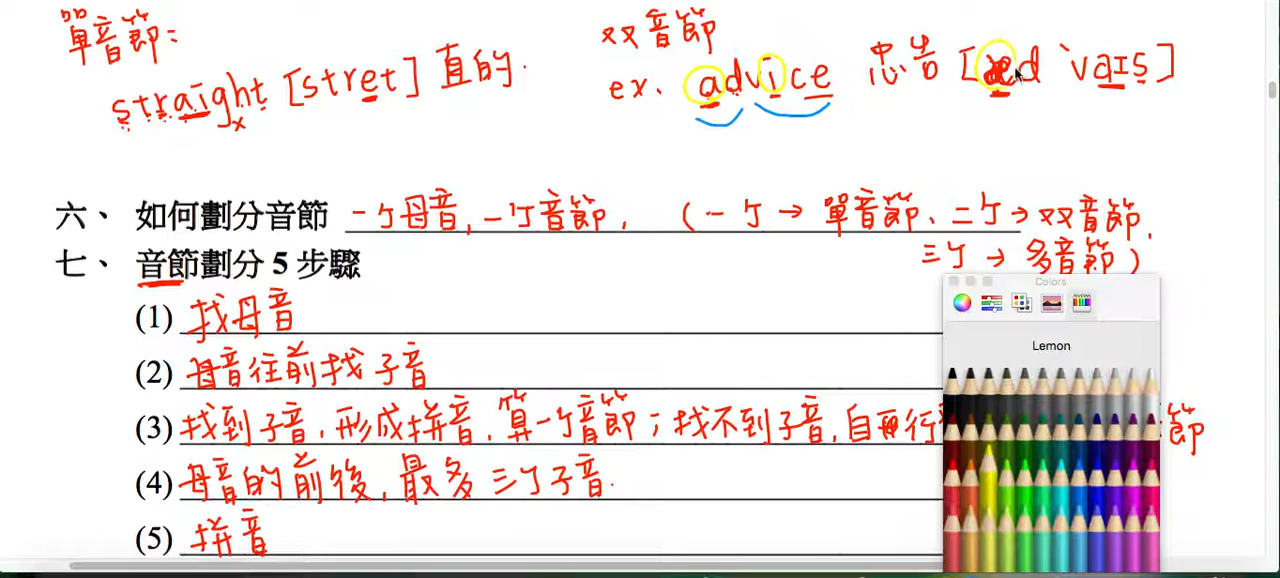 單音節：
双音節
straight [stret] 直的.
ex. advice 忠告 [æd ˋvaɪs]
六、 如何劃分音節 一个母音, 一个音節. (一个 → 單音節、二个 → 双音節.
三个 → 多音節)
七、 音節劃分 5 步驟
(1) 找母音
Colors
(2) 母音往前找子音
Lemon
(3) 找到子音, 形成拼音, 算一个音節；找不到子音, 自行 節
(4) 母音的前後, 最多三个子音.
(5) 拼音